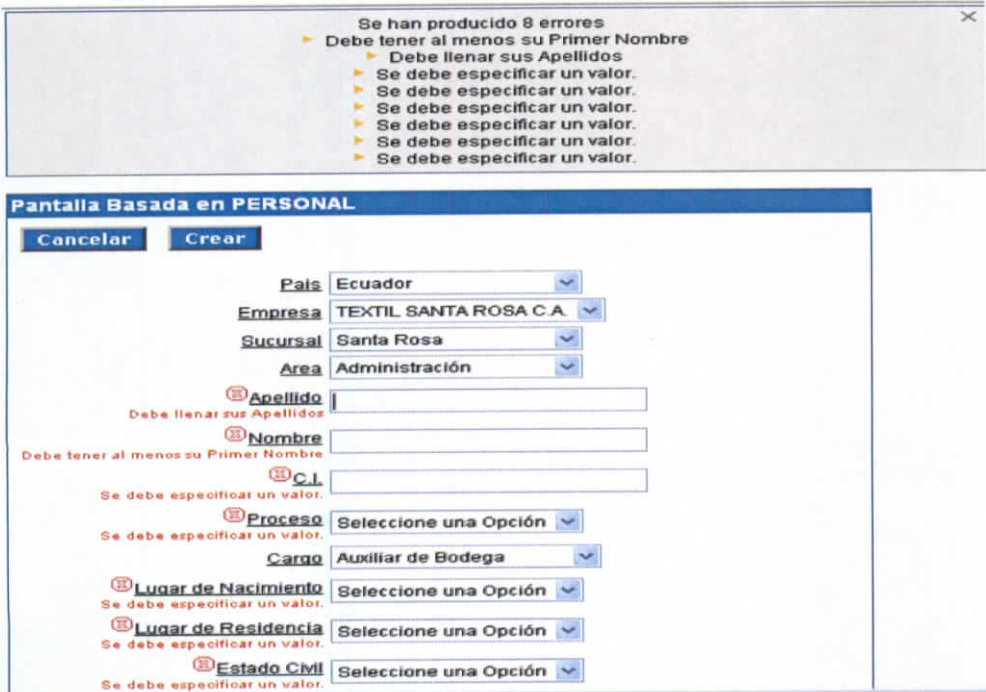 Se han producido 8 errores
Debe tener al menos su Primer Nombre
Debe llenar sus Apellidos
Se debe especificar un valor.
Se debe especificar un valor.
Se debe especificar un valor.
Se debe especificar un valor.
Se debe especificar un valor.
Se debe especificar un valor.
Pantalla Basada en PERSONAL
Cancelar Crear
Pais Ecuador
Empresa TEXTIL SANTA ROSA C.A.
Sucursal Santa Rosa
Area Administración
Apellido
Debe llenar sus Apellidos
Nombre
Debe tener al menos su Primer Nombre
C.I.
Se debe especificar un valor.
Proceso Seleccione una Opción
Se debe especificar un valor.
Cargo Auxiliar de Bodega
Lugar de Nacimiento Seleccione una Opción
Se debe especificar un valor.
Lugar de Residencia Seleccione una Opción
Se debe especificar un valor.
Estado Civil Seleccione una Opción
Se debe especificar un valor.